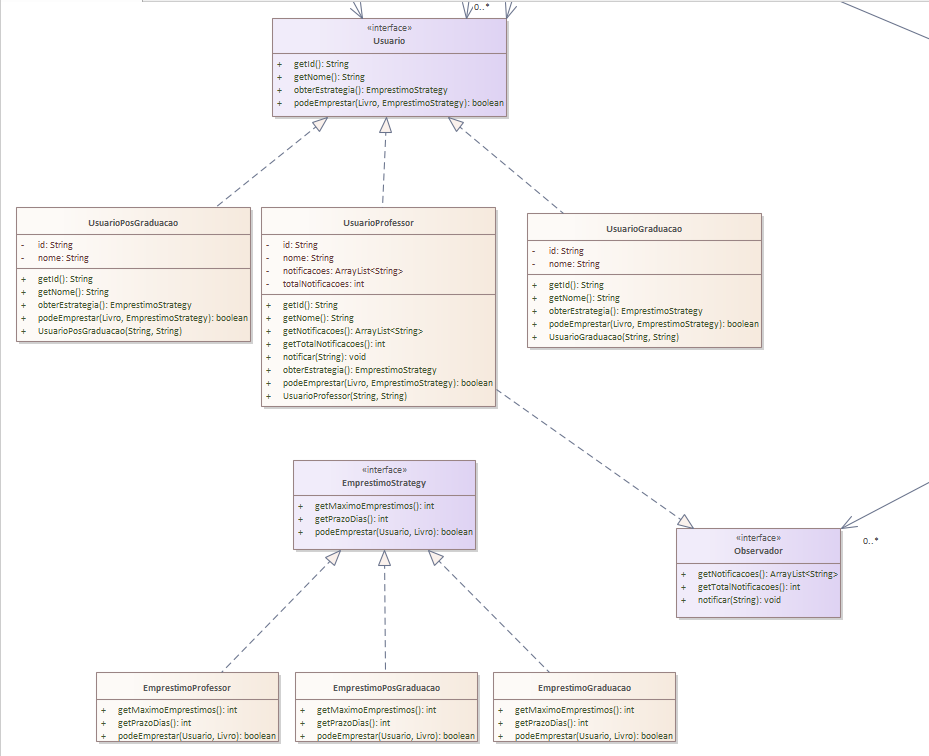 0..*
«interface»
Usuario
+ getId(): String
+ getNome(): String
+ obterEstrategia(): EmprestimoStrategy
+ podeEmprestar(Livro, EmprestimoStrategy): boolean
UsuarioPosGraduacao
- id: String
- nome: String
+ getId(): String
+ getNome(): String
+ obterEstrategia(): EmprestimoStrategy
+ podeEmprestar(Livro, EmprestimoStrategy): boolean
+ UsuarioPosGraduacao(String, String)
UsuarioProfessor
- id: String
- nome: String
- notificacoes: ArrayList<String>
- totalNotificacoes: int
+ getId(): String
+ getNome(): String
+ getNotificacoes(): ArrayList<String>
+ getTotalNotificacoes(): int
+ notificar(String): void
+ obterEstrategia(): EmprestimoStrategy
+ podeEmprestar(Livro, EmprestimoStrategy): boolean
+ UsuarioProfessor(String, String)
UsuarioGraduacao
- id: String
- nome: String
+ getId(): String
+ getNome(): String
+ obterEstrategia(): EmprestimoStrategy
+ podeEmprestar(Livro, EmprestimoStrategy): boolean
+ UsuarioGraduacao(String, String)
«interface»
EmprestimoStrategy
+ getMaximoEmprestimos(): int
+ getPrazoDias(): int
+ podeEmprestar(Usuario, Livro): boolean
«interface»
Observador
+ getNotificacoes(): ArrayList<String>
+ getTotalNotificacoes(): int
+ notificar(String): void
0..*
EmprestimoProfessor
+ getMaximoEmprestimos(): int
+ getPrazoDias(): int
+ podeEmprestar(Usuario, Livro): boolean
EmprestimoPosGraduacao
+ getMaximoEmprestimos(): int
+ getPrazoDias(): int
+ podeEmprestar(Usuario, Livro): boolean
EmprestimoGraduacao
+ getMaximoEmprestimos(): int
+ getPrazoDias(): int
+ podeEmprestar(Usuario, Livro): boolean